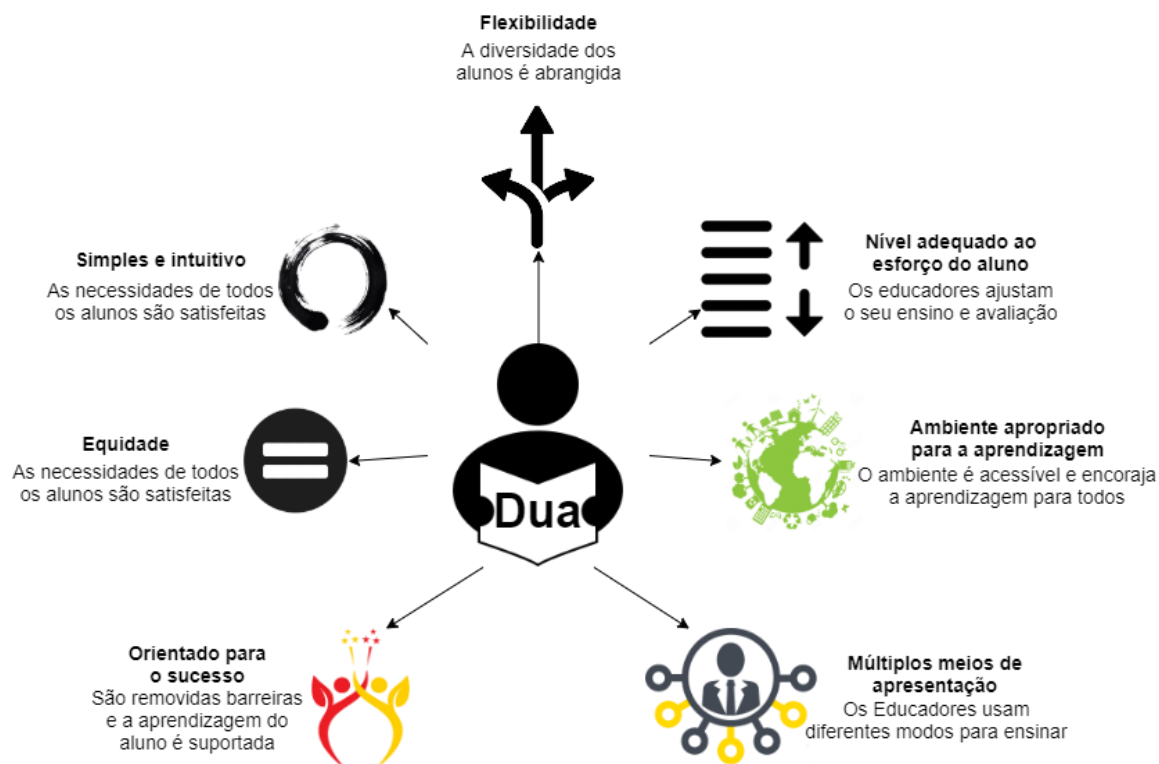 Flexibilidade
A diversidade dos
alunos é abrangida
Simples e intuitivo
As necessidades de todos
os alunos são satisfeitas
Nível adequado ao
esforço do aluno
Os educadores ajustam
o seu ensino e avaliação
Equidade
As necessidades de todos
os alunos são satisfeitas
Dua
Ambiente apropriado
para a aprendizagem
O ambiente é acessível e encoraja
a aprendizagem para todos
Orientado para
o sucesso
São removidas barreiras
e a aprendizagem do
aluno é suportada
Múltiplos meios de
apresentação
Os Educadores usam
diferentes modos para ensinar